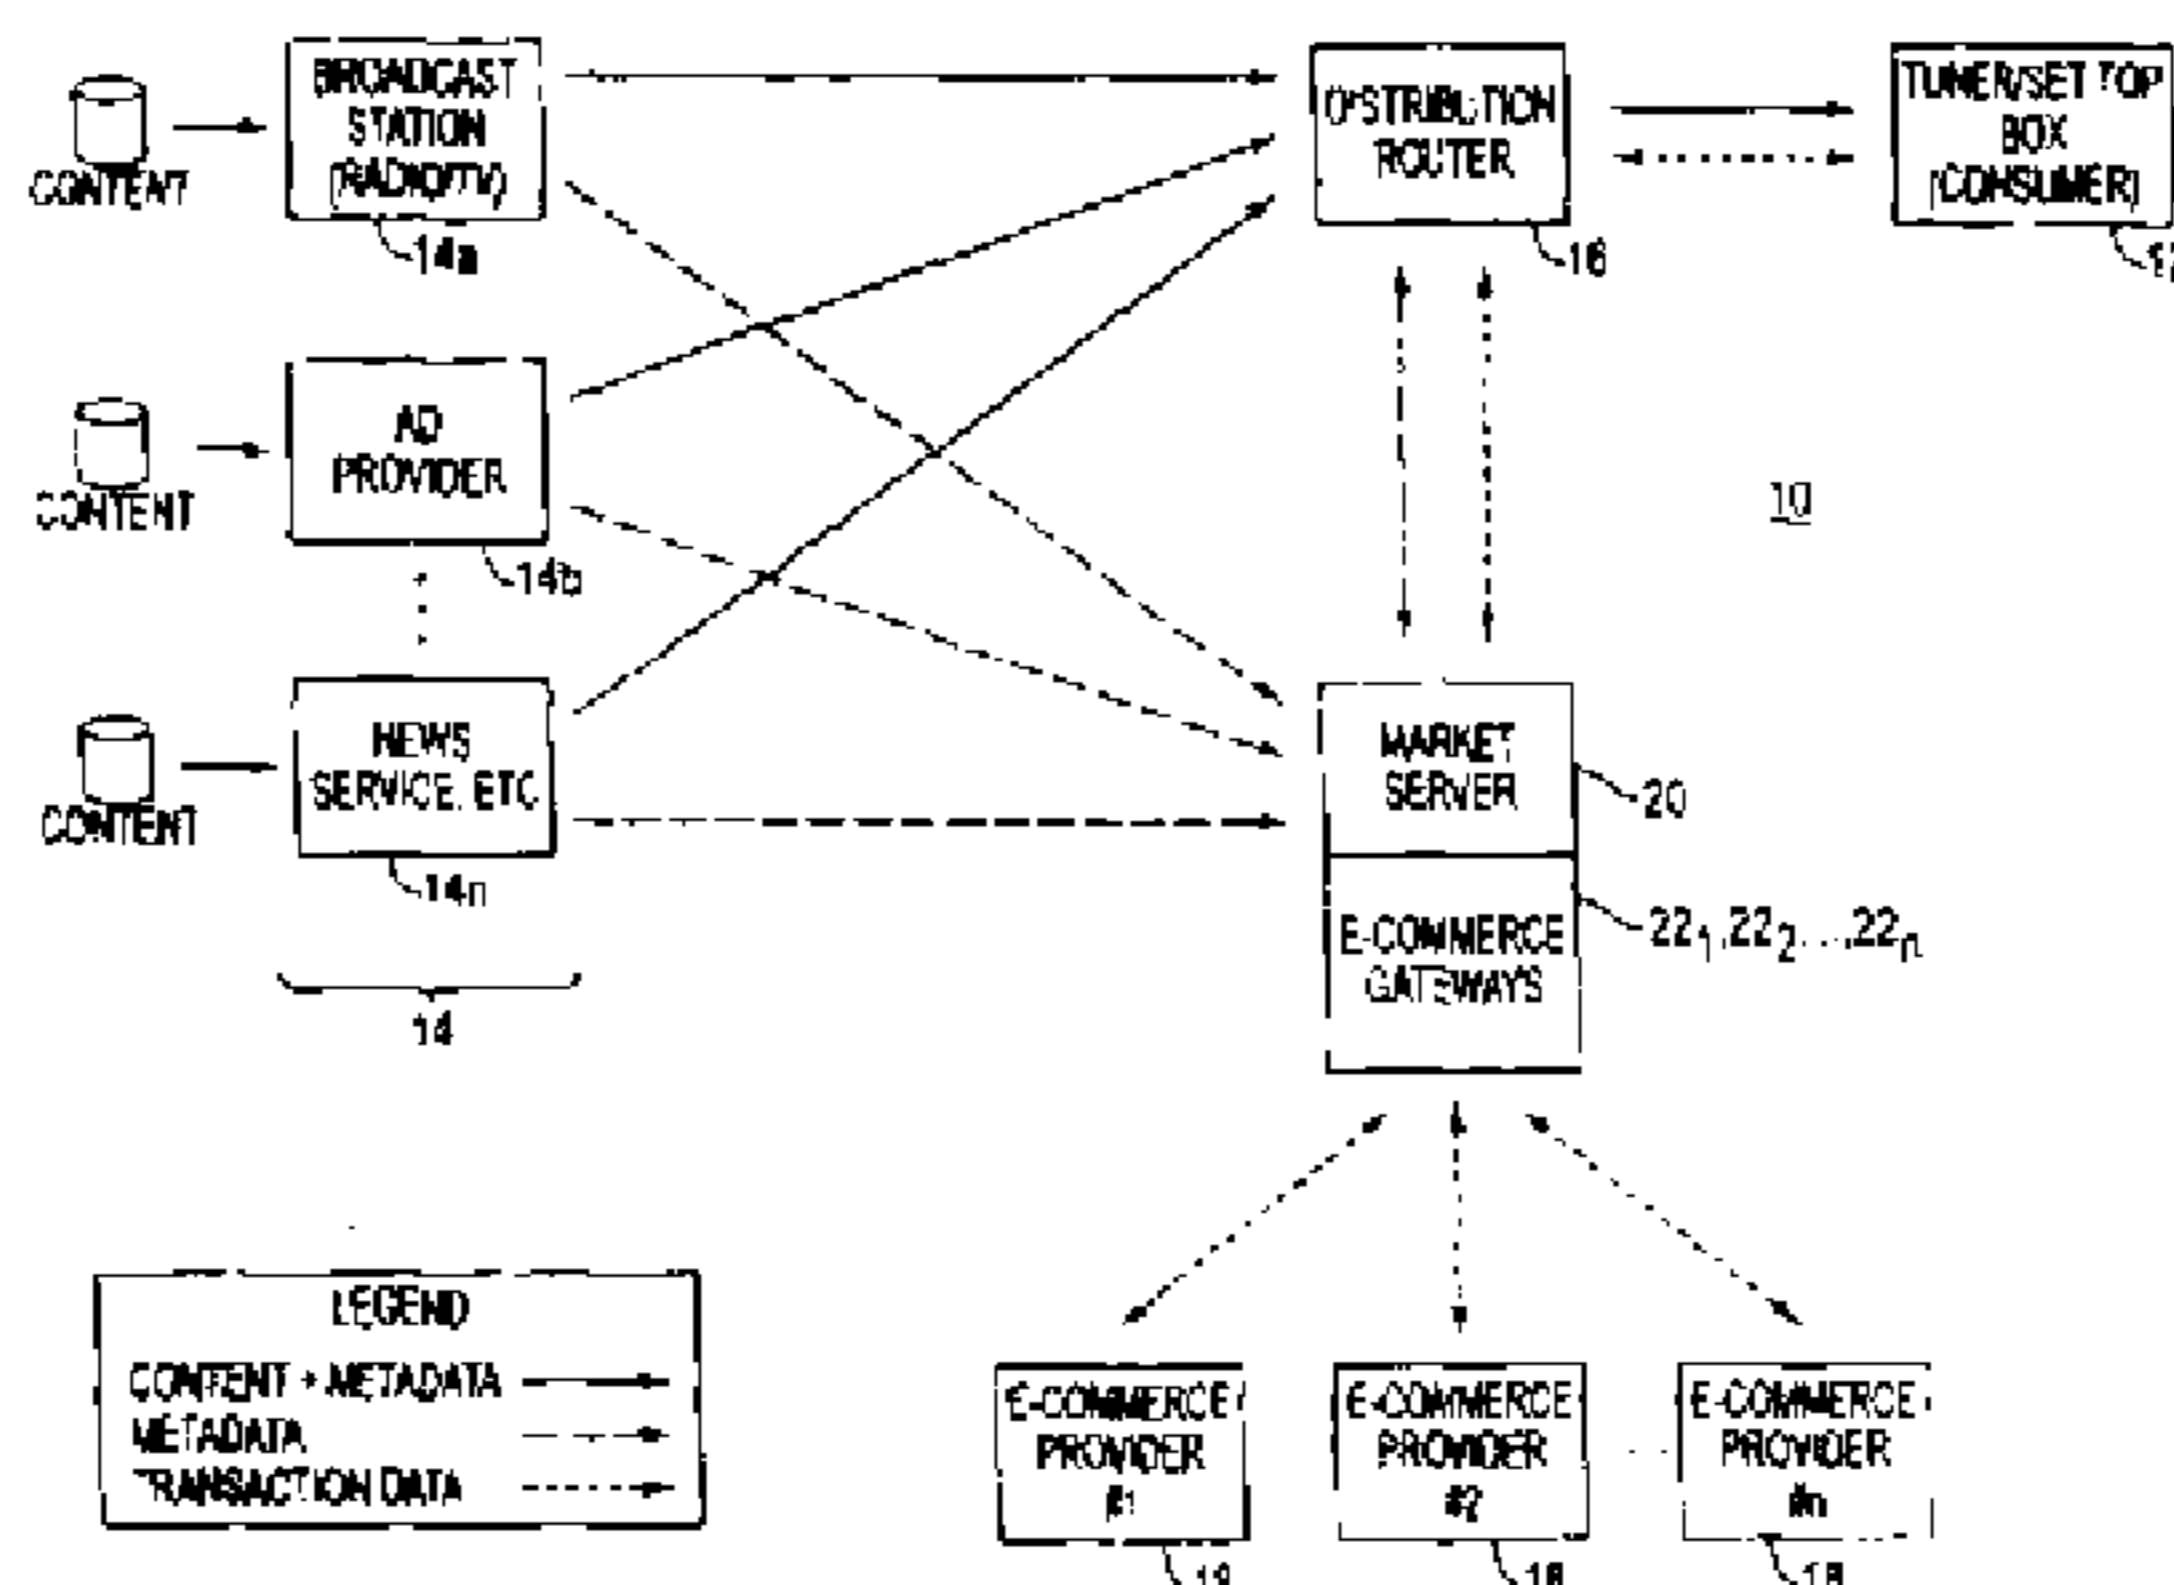 BROADCAST
STATION
(RADIO/TV)
CONTENT
14a
DISTRIBUTION
ROUTER
16
TUNER/SET TOP
BOX
(CONSUMER)
AD
PROVIDER
CONTENT
14b
10
NEWS
SERVICE, ETC
CONTENT
14n
14
MARKET
SERVER
20
E-COMMERCE
GATEWAYS
22₁,22₂...,22ₙ
LEGEND
CONTENT + METADATA
METADATA
TRANSACTION DATA
E-COMMERCE
PROVIDER
#1
E-COMMERCE
PROVIDER
#2
18
E-COMMERCE
PROVIDER
#n
18